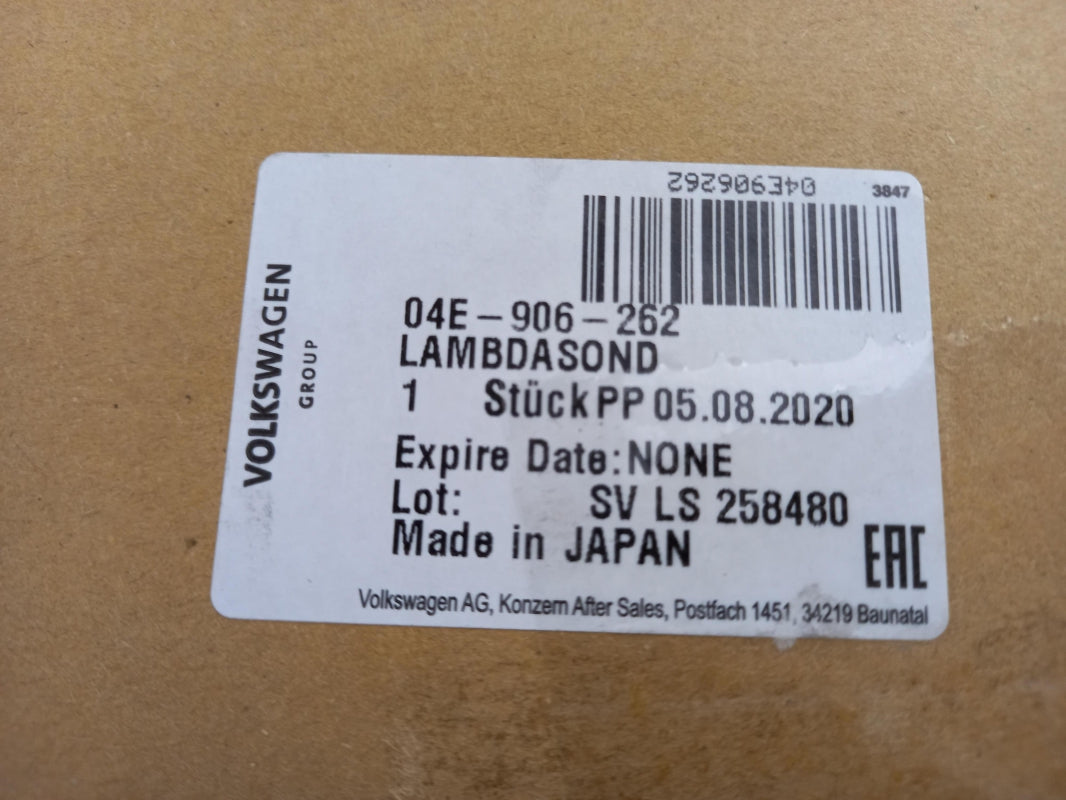 04E906262
3847
VOLKSWAGEN
GROUP
04E-906-262
LAMBDASOND
1 Stück PP 05.08.2020
Expire Date:NONE
Lot: SV LS 258480
Made in JAPAN
EAC
Volkswagen AG, Konzern After Sales, Postfach 1451, 34219 Baunatal